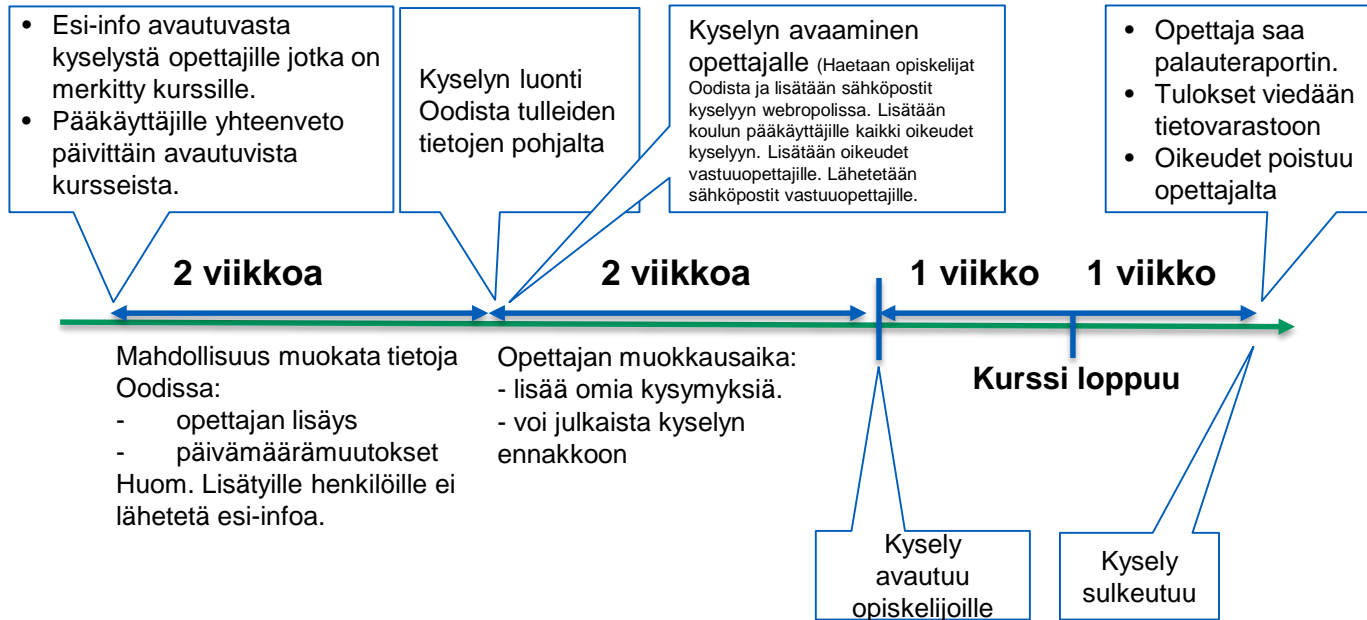 • Esi-info avautuvasta
kyselystä opettajille jotka on
merkitty kurssille.
• Pääkäyttäjille yhteenveto
päivittäin avautuvista
kursseista.
Kyselyn luonti
Oodista tulleiden
tietojen pohjalta
Kyselyn avaaminen
opettajalle (Haetaan opiskelijat
Oodista ja lisätään sähköpostit
kyselyyn webropolissa. Lisätään
koulun pääkäyttäjille kaikki oikeudet
kyselyyn. Lisätään oikeudet
vastuuopettajille. Lähetetään
sähköpostit vastuuopettajille.
• Opettaja saa
palauteraportin.
• Tulokset viedään
tietovarastoon
• Oikeudet poistuu
opettajalta
2 viikkoa
2 viikkoa
1 viikko
1 viikko
Mahdollisuus muokata tietoja
Oodissa:
- opettajan lisäys
- päivämäärämuutokset
Huom. Lisätyille henkilöille ei
lähetetä esi-infoa.
Opettajan muokkausaika:
- lisää omia kysymyksiä.
- voi julkaista kyselyn
ennakkoon
Kurssi loppuu
Kysely
avautuu
opiskelijoille
Kysely
sulkeutuu